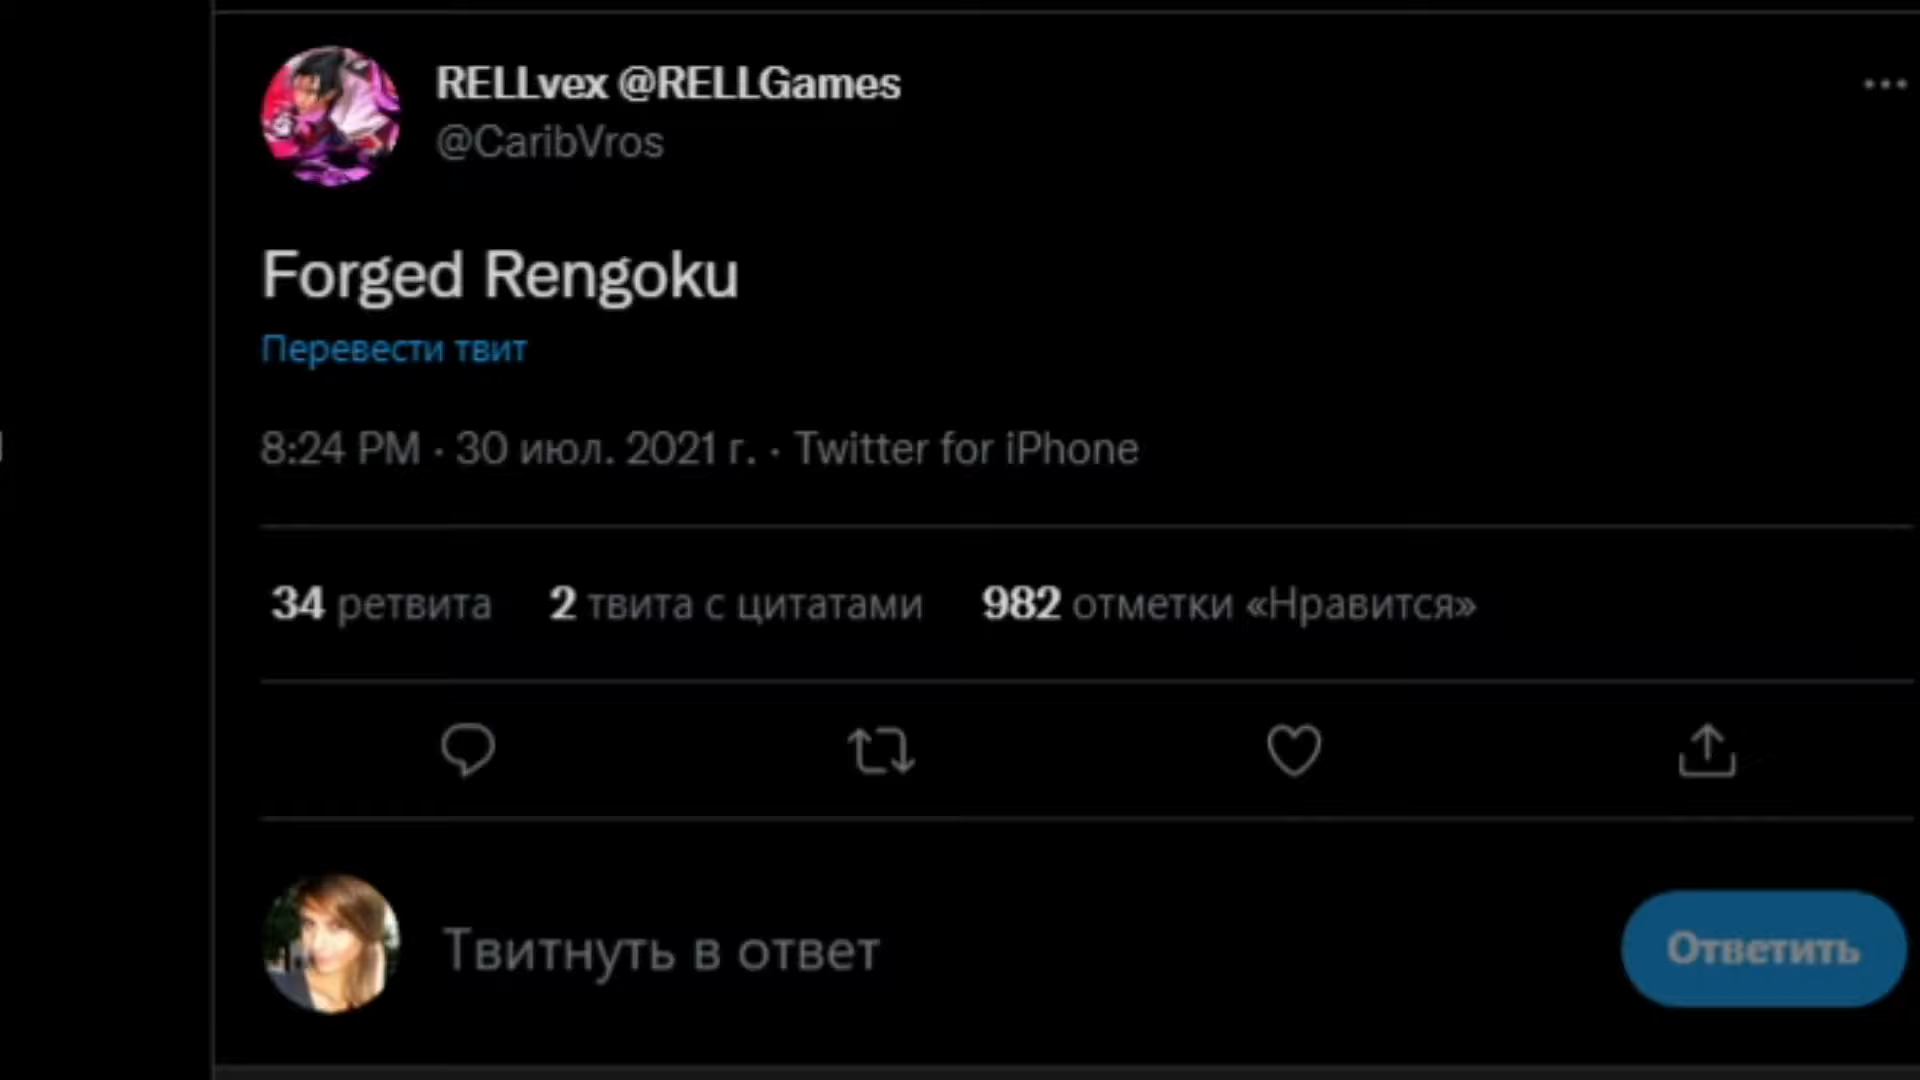 RELLvex @RELLGames
@CaribVros
Forged Rengoku
Перевести твит
8:24 PM · 30 июл. 2021 г. · Twitter for iPhone
34 ретвита 2 твита с цитатами 982 отметки «Нравится»
Твитнуть в ответ
Ответить